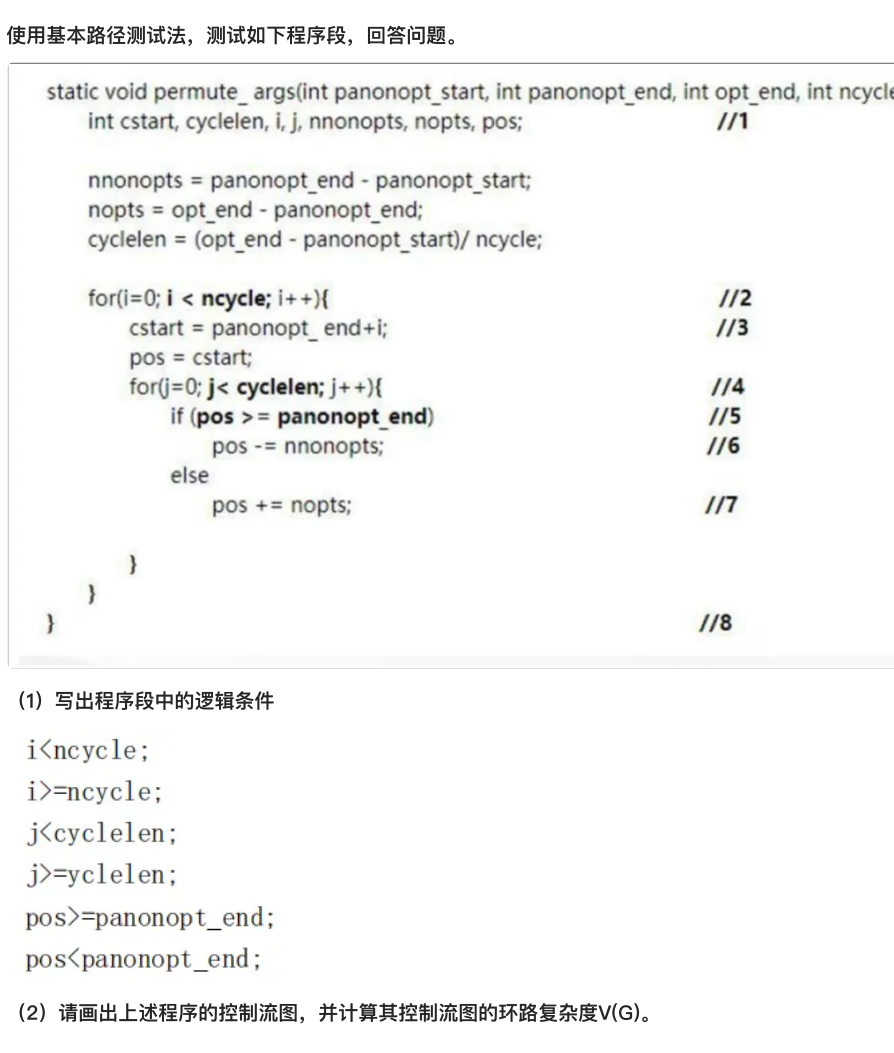 使用基本路径测试法，测试如下程序段，回答问题。
static void permute_ args(int panonopt_start, int panonopt_end, int opt_end, int ncycle
int cstart, cyclelen, i, j, nnonopts, nopts, pos; //1
nnonopts = panonopt_end - panonopt_start;
nopts = opt_end - panonopt_end;
cyclelen = (opt_end - panonopt_start)/ ncycle;
for(i=0; i < ncycle; i++){ //2
cstart = panonopt_ end+i; //3
pos = cstart;
for(j=0; j< cyclelen; j++){ //4
if (pos >= panonopt_end) //5
pos -= nnonopts; //6
else
pos += nopts; //7
}
}
} //8
（1）写出程序段中的逻辑条件
i<ncycle;
i>=ncycle;
j<cyclelen;
j>=yclelen;
pos>=panonopt_end;
pos<panonopt_end;
（2）请画出上述程序的控制流图，并计算其控制流图的环路复杂度V(G)。